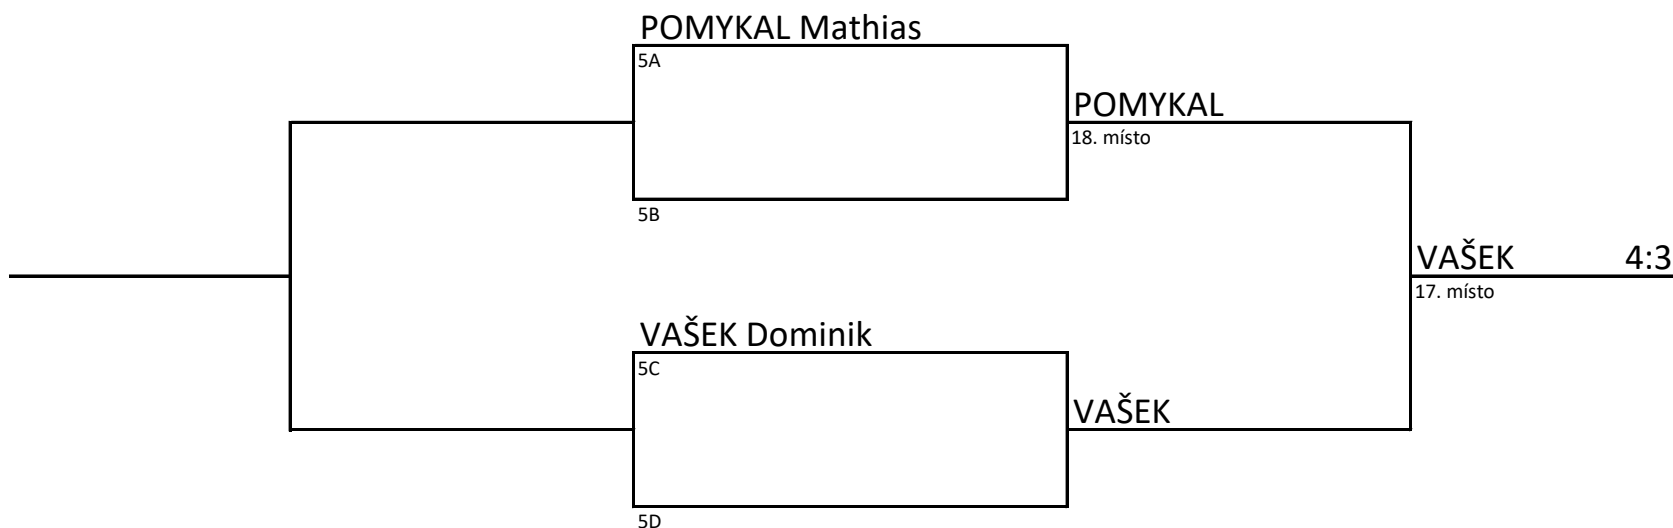 POMYKAL Mathias
5A
POMYKAL
18. místo
5B
VAŠEK 4:3
17. místo
VAŠEK Dominik
5C
VAŠEK
5D